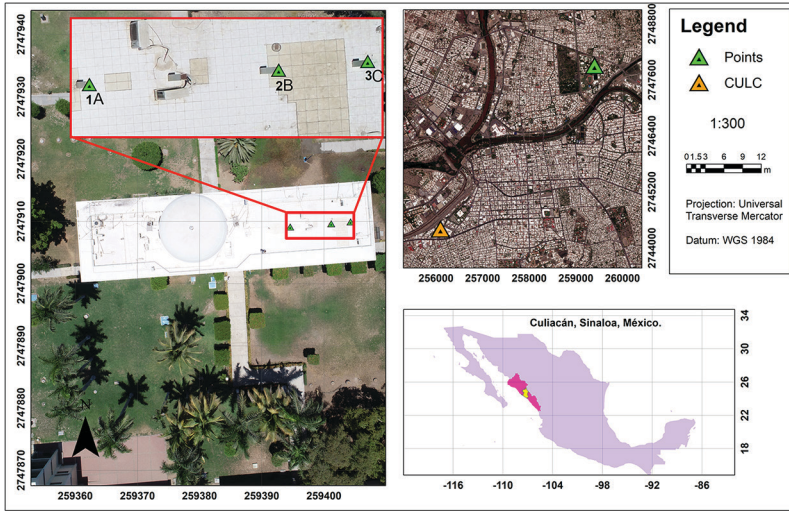 2747940
2747930
2747920
2747910
2747900
2747890
2747880
2747870
1A
2B
3C
259360
259370
259380
259390
259400
2748800
2747600
2746400
2745200
2744000
256000
257000
258000
259000
260000
Legend
Points
CULC
1:300
0 1.5 3 6 9 12
m
Projection: Universal
Transverse Mercator
Datum: WGS 1984
Culiacán, Sinaloa, México.
34
30
26
22
18
-116
-110
-104
-98
-92
-86